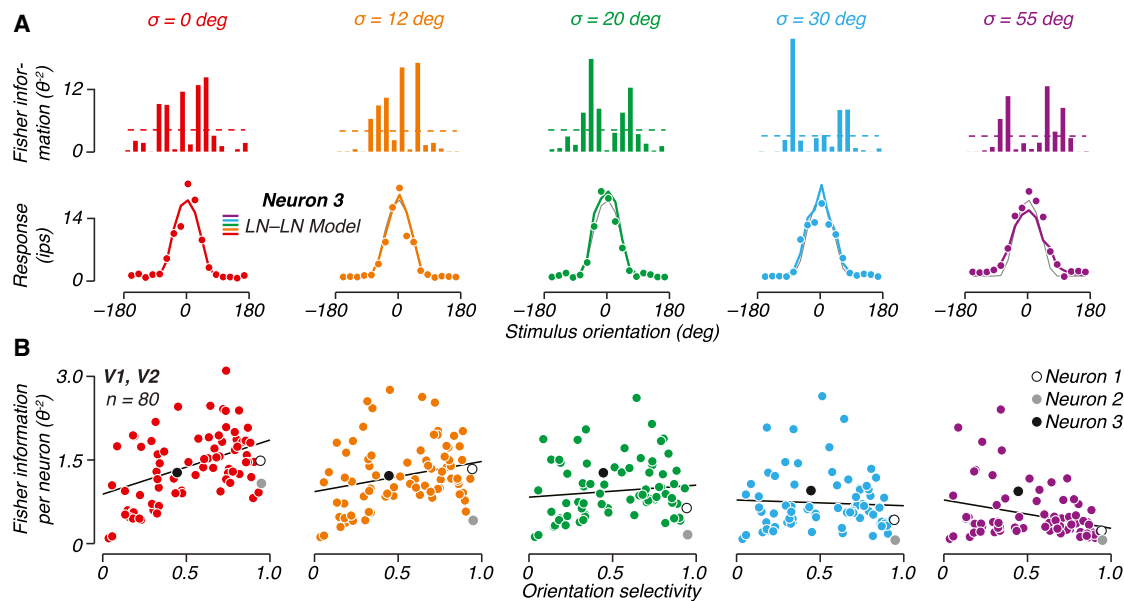 A
σ = 0 deg
σ = 12 deg
σ = 20 deg
σ = 30 deg
σ = 55 deg
Fisher infor-
mation (θ⁻²)
12
0
Neuron 3
LN–LN Model
Response
(ips)
14
0
−180 0 180
−180 0 180
−180 0 180
−180 0 180
−180 0 180
Stimulus orientation (deg)
B
Fisher information
per neuron (θ⁻²)
3.0
1.5
0
V1, V2
n = 80
Neuron 1
Neuron 2
Neuron 3
0 0.5 1.0
0 0.5 1.0
0 0.5 1.0
0 0.5 1.0
0 0.5 1.0
Orientation selectivity